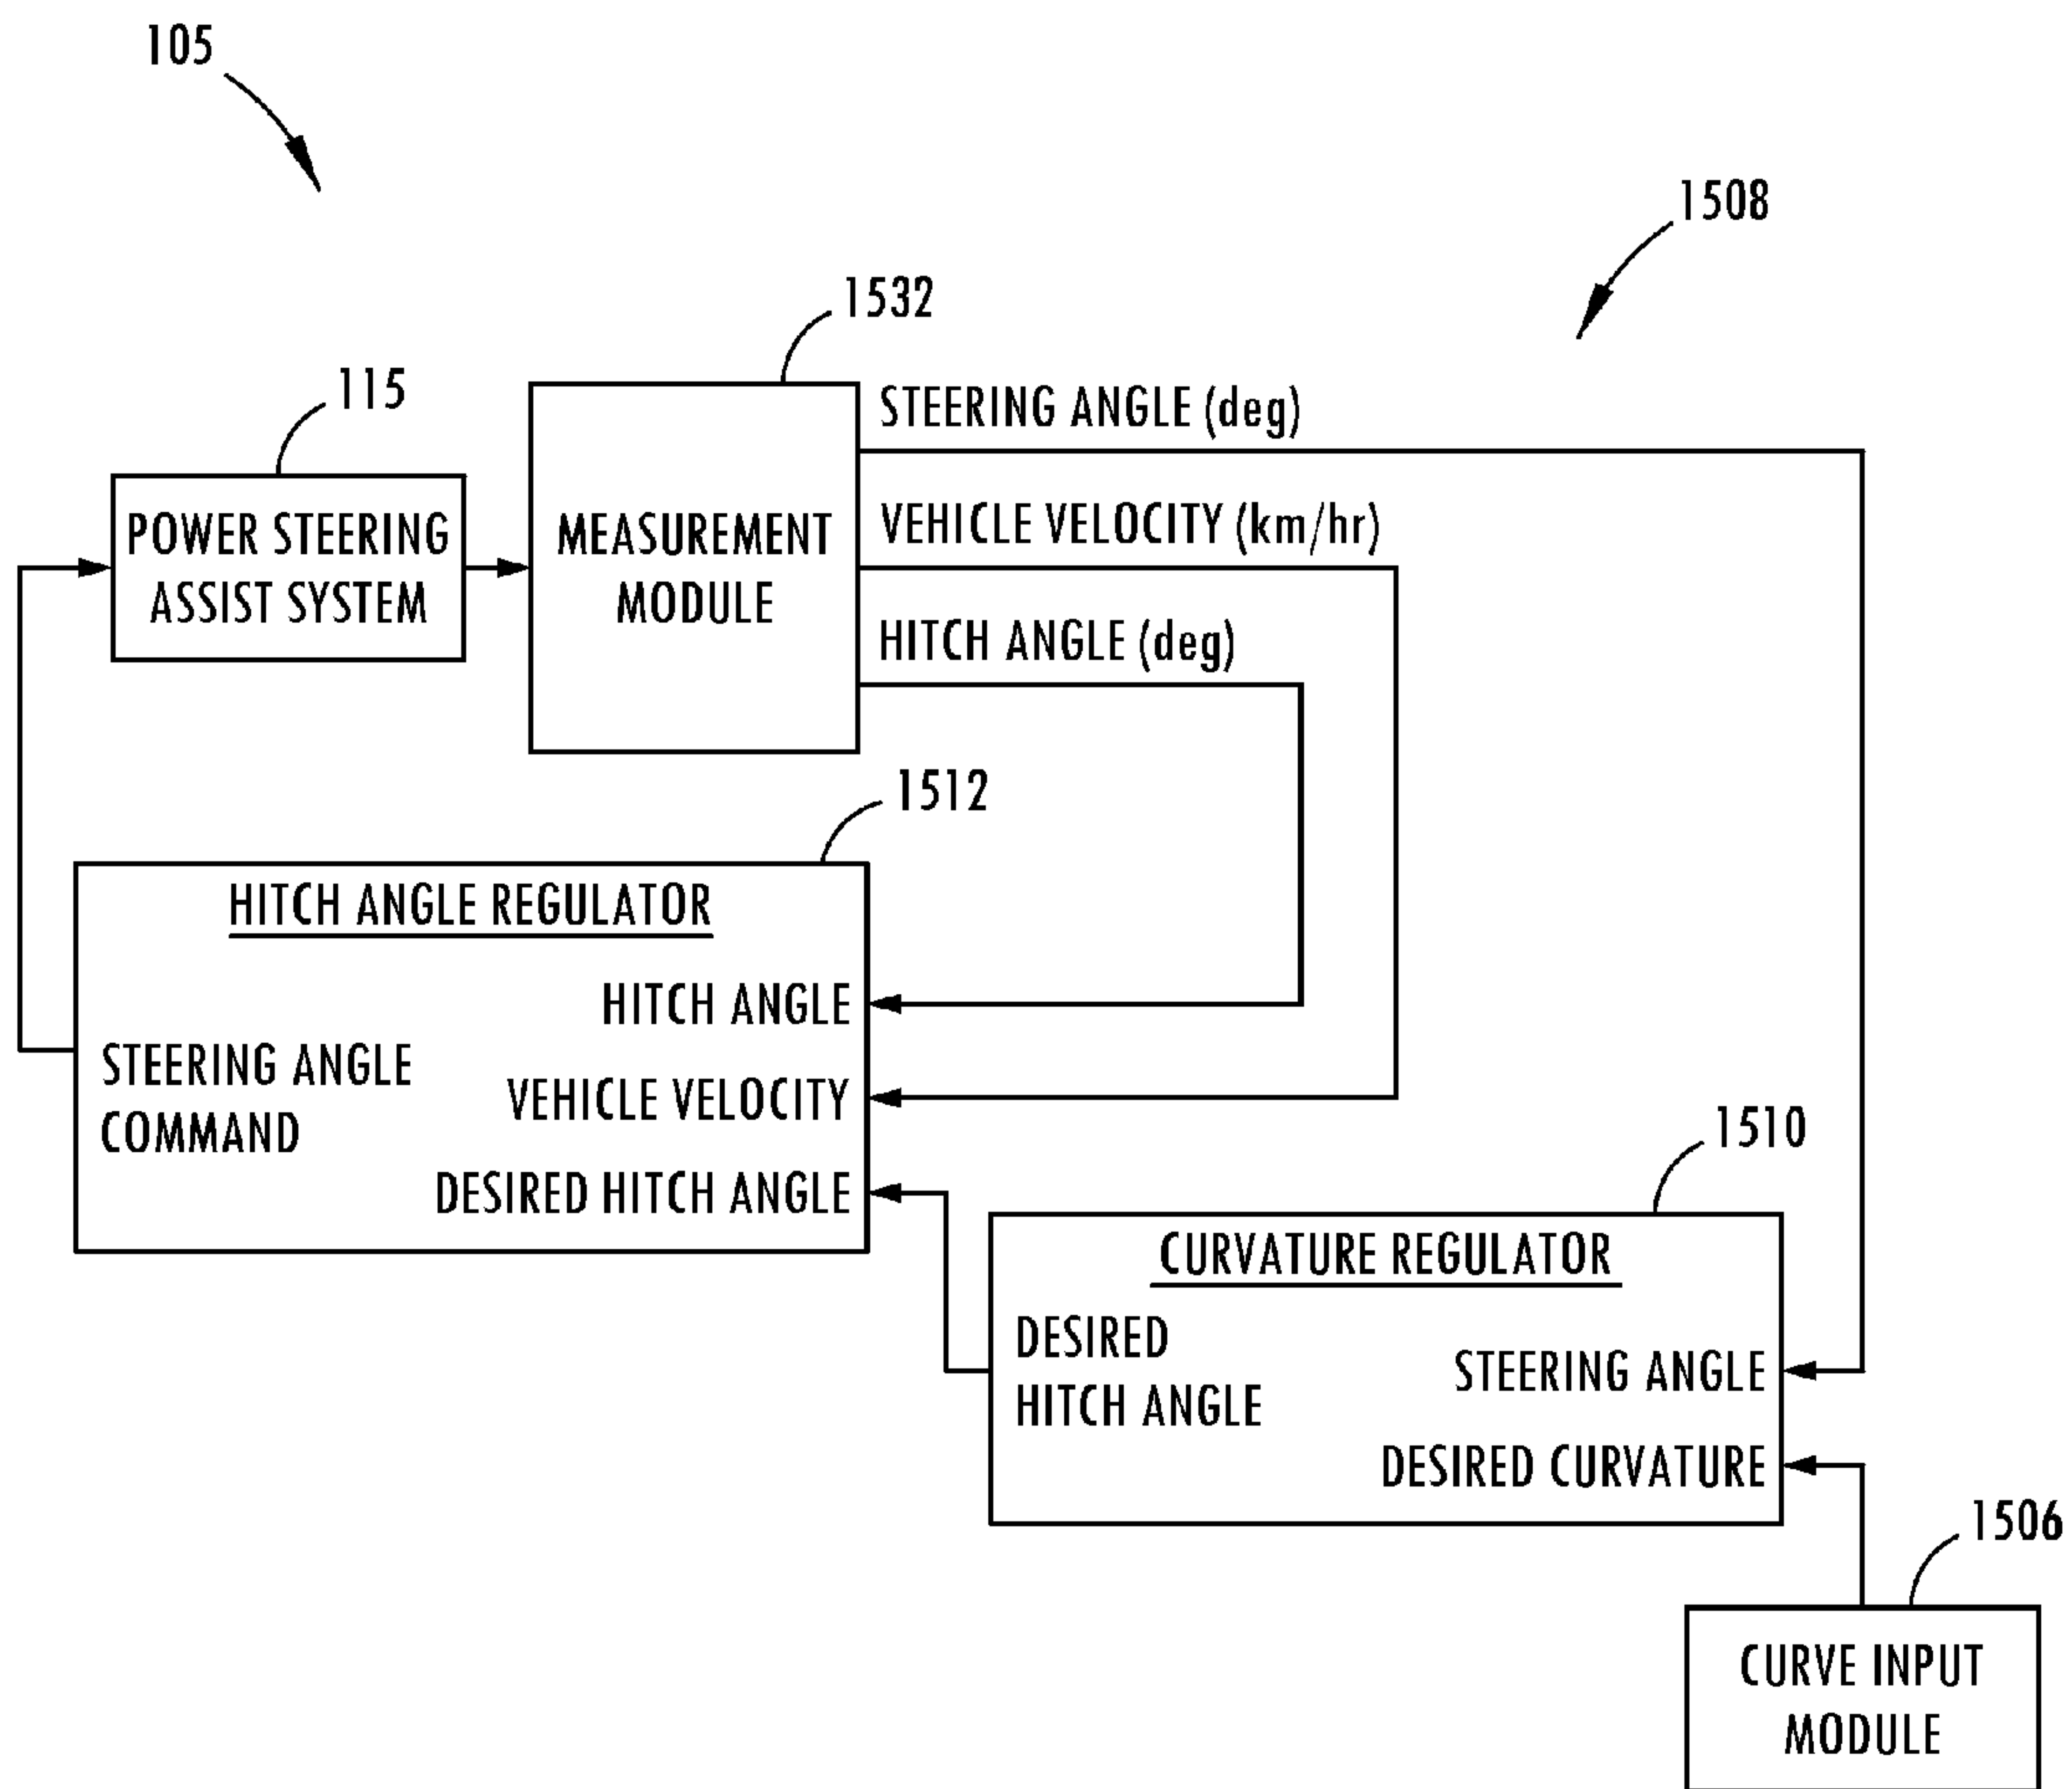 105
1508
1532
115
STEERING ANGLE (deg)
POWER STEERING
ASSIST SYSTEM
MEASUREMENT
MODULE
VEHICLE VELOCITY (km/hr)
HITCH ANGLE (deg)
1512
HITCH ANGLE REGULATOR
HITCH ANGLE
STEERING ANGLE
COMMAND
VEHICLE VELOCITY
DESIRED HITCH ANGLE
1510
CURVATURE REGULATOR
DESIRED
HITCH ANGLE
STEERING ANGLE
DESIRED CURVATURE
1506
CURVE INPUT
MODULE